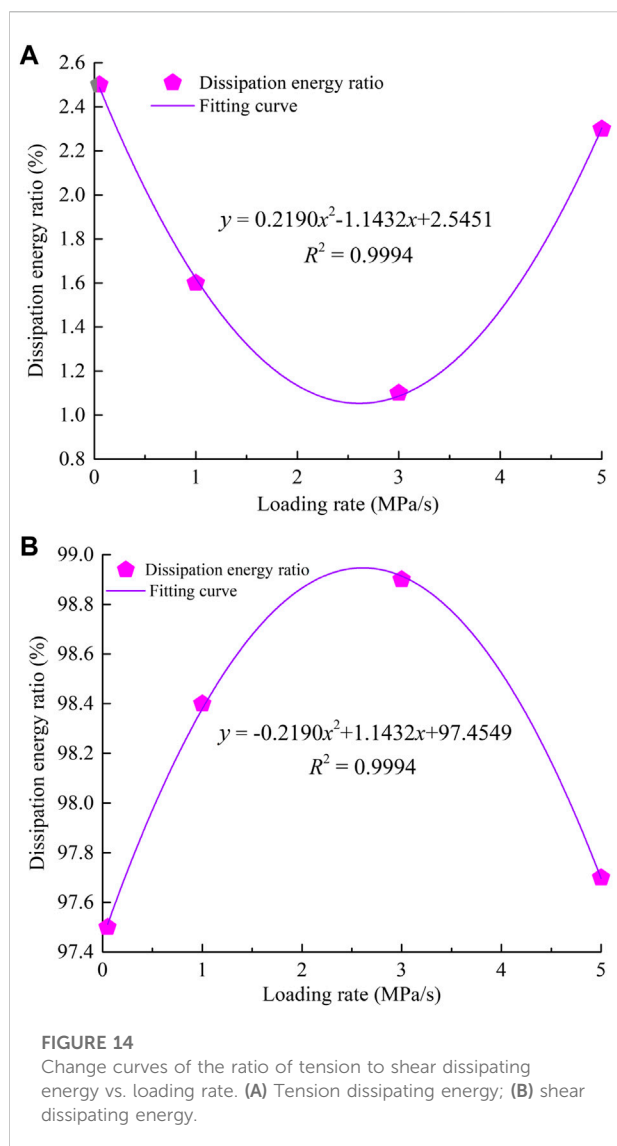 A
Dissipation energy ratio
Fitting curve
y = 0.2190x²-1.1432x+2.5451
R² = 0.9994
Dissipation energy ratio (%)
2.6
2.4
2.2
2.0
1.8
1.6
1.4
1.2
1.0
0.8
0 1 2 3 4 5
Loading rate (MPa/s)
B
Dissipation energy ratio
Fitting curve
y = -0.2190x²+1.1432x+97.4549
R² = 0.9994
Dissipation energy ratio (%)
99.0
98.8
98.6
98.4
98.2
98.0
97.8
97.6
97.4
0 1 2 3 4 5
Loading rate (MPa/s)
FIGURE 14
Change curves of the ratio of tension to shear dissipating
energy vs. loading rate. (A) Tension dissipating energy; (B) shear
dissipating energy.